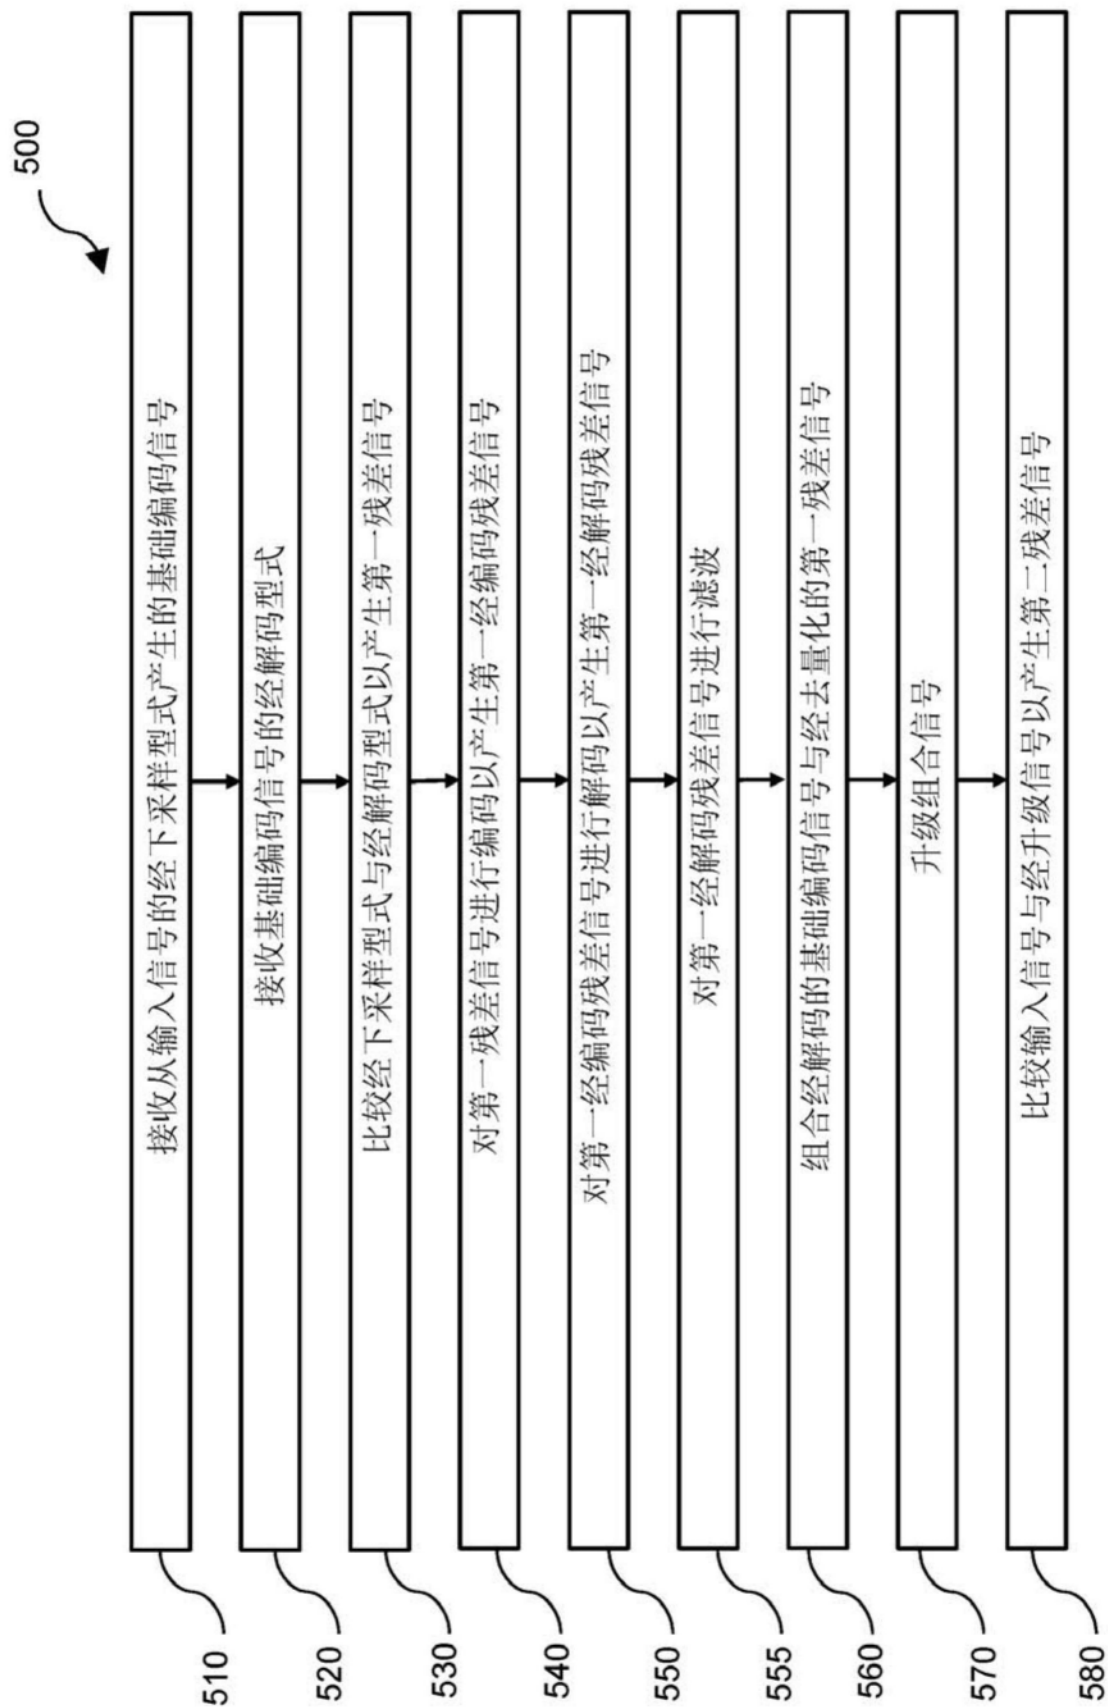 500
510
接收从输入信号的经下采样型式产生的基础编码信号
520
接收基础编码信号的经解码型式
530
比较经下采样型式与经解码型式以产生第一残差信号
540
对第一残差信号进行编码以产生第一经编码残差信号
550
对第一经编码残差信号进行解码以产生第一经解码残差信号
555
对第一经解码残差信号进行滤波
560
组合经解码的基础编码信号与经去量化的第一残差信号
570
升级组合信号
580
比较输入信号与经升级信号以产生第二残差信号